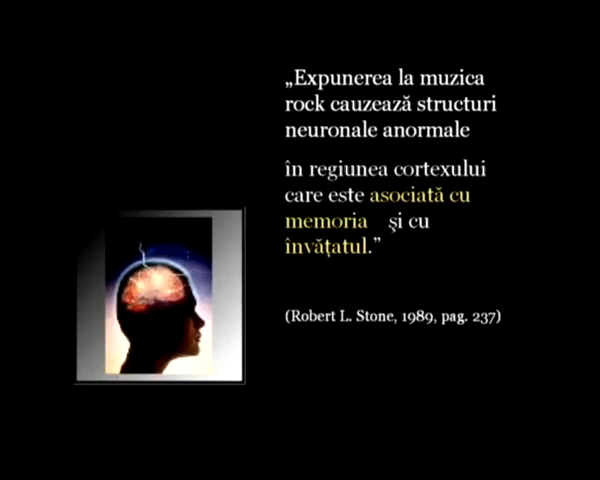 „Expunerea la muzica
rock cauzează structuri
neuronale anormale
în regiunea cortexului
care este asociată cu
memoria şi cu
învățatul.”
(Robert L. Stone, 1989, pag. 237)